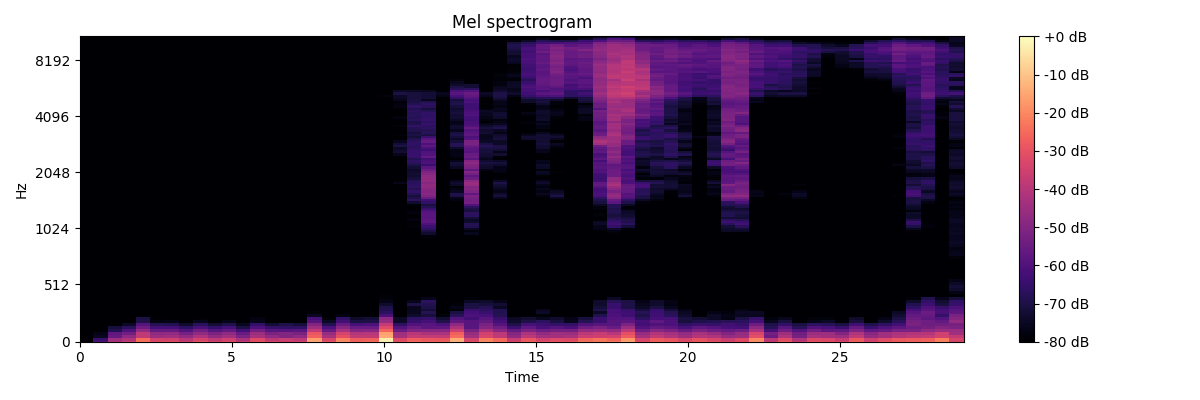 Mel spectrogram
Hz
8192
4096
2048
1024
512
0
0 5 10 15 20 25
Time
+0 dB
-10 dB
-20 dB
-30 dB
-40 dB
-50 dB
-60 dB
-70 dB
-80 dB